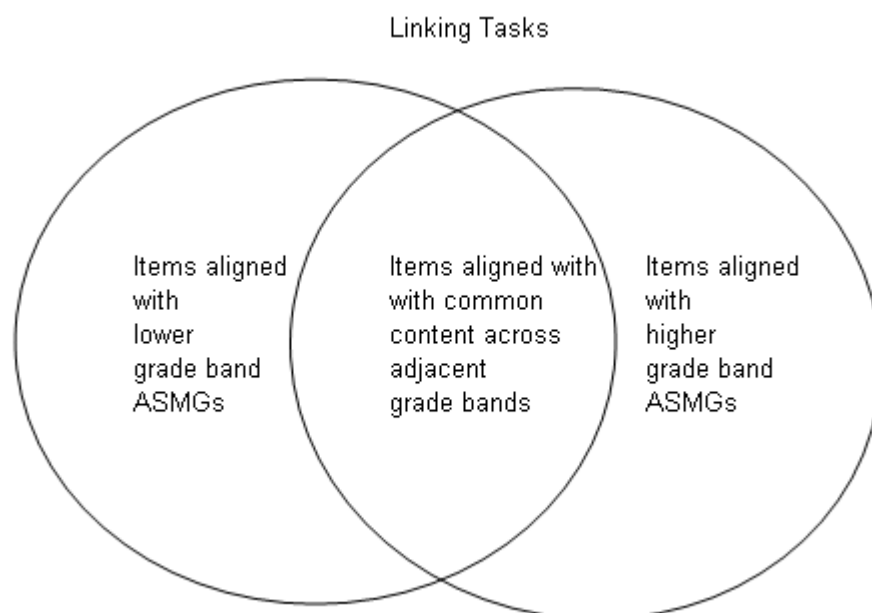 Linking Tasks
Items aligned
with
lower
grade band
ASMGs
Items aligned with
with common
content across
adjacent
grade bands
Items aligned
with
higher
grade band
ASMGs